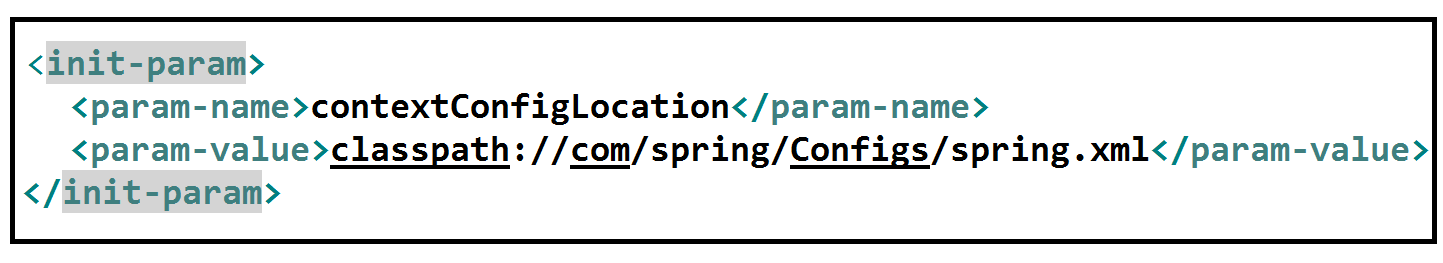 <init-param>
<param-name>contextConfigLocation</param-name>
<param-value>classpath://com/spring/Configs/spring.xml</param-value>
</init-param>